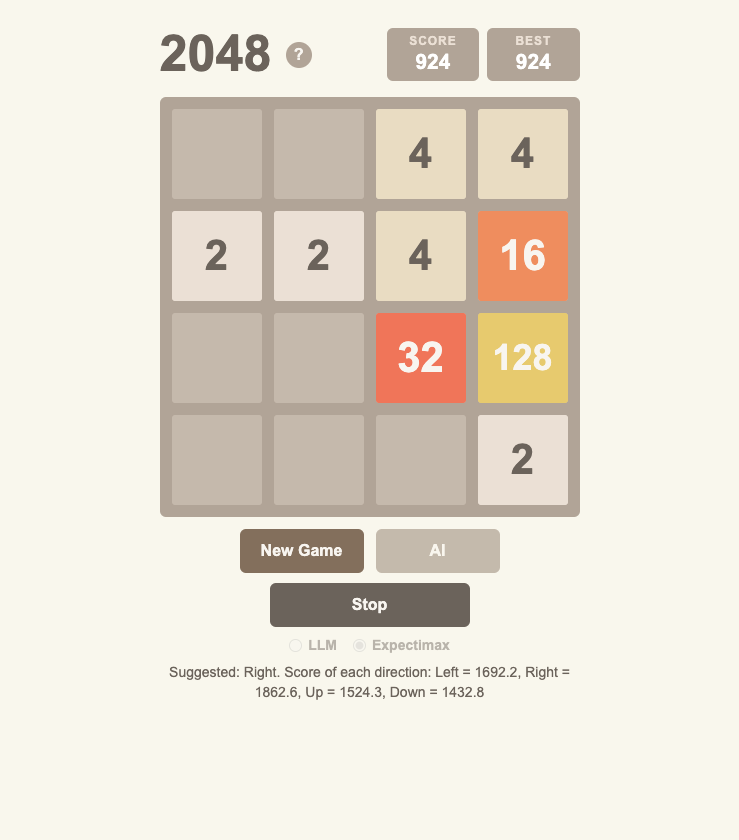 2048
?
SCORE
924
BEST
924
4 4
2 2 4 16
32 128
2
New Game
AI
Stop
LLM
Expectimax
Suggested: Right. Score of each direction: Left = 1692.2, Right =
1862.6, Up = 1524.3, Down = 1432.8